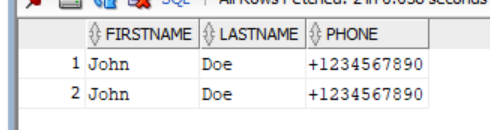 SQL | All Rows Fetched: 2 in 0.038 seconds
FIRSTNAME LASTNAME PHONE
1 John Doe +1234567890
2 John Doe +1234567890